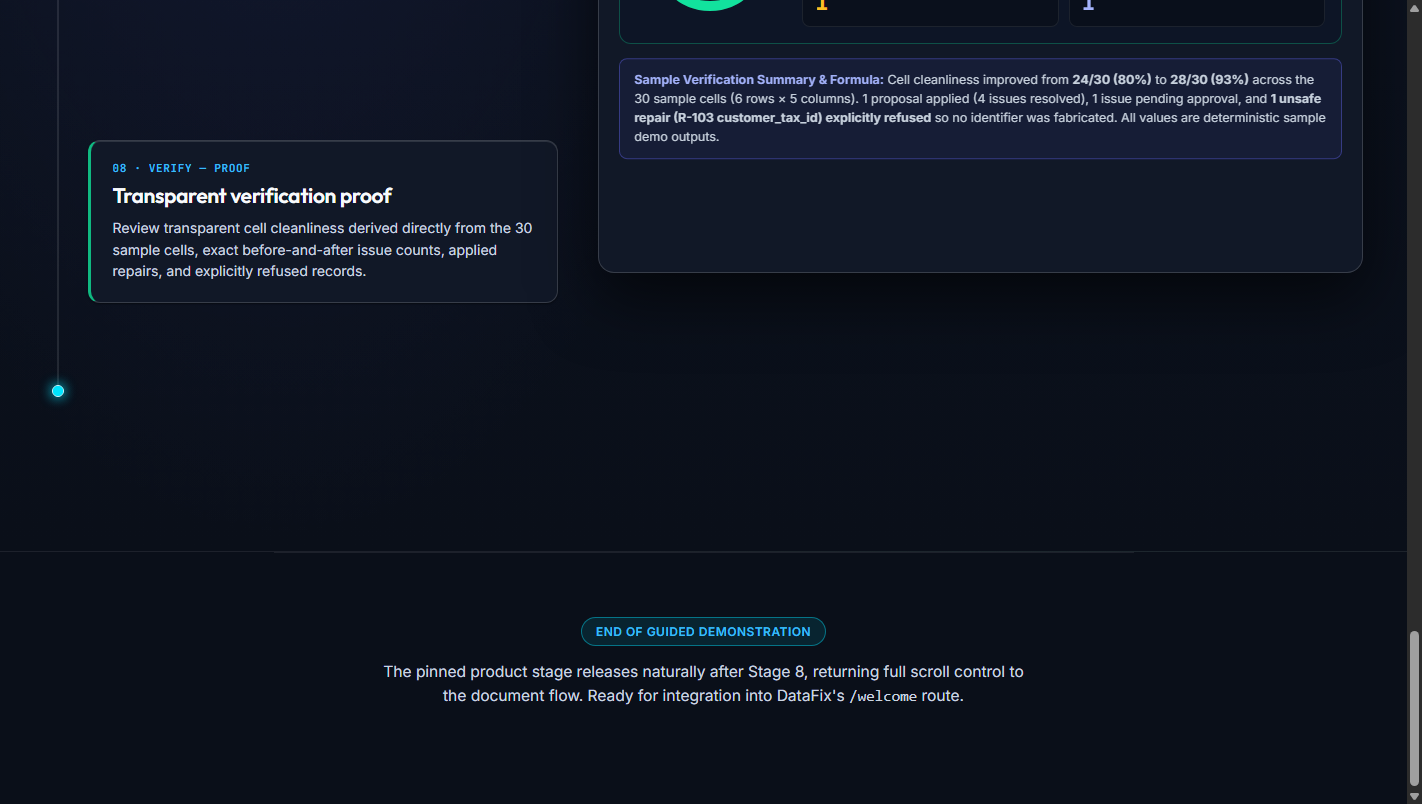 1
1
Sample Verification Summary & Formula: Cell cleanliness improved from 24/30 (80%) to 28/30 (93%) across the
30 sample cells (6 rows × 5 columns). 1 proposal applied (4 issues resolved), 1 issue pending approval, and 1 unsafe
repair (R-103 customer_tax_id) explicitly refused so no identifier was fabricated. All values are deterministic sample
demo outputs.
08 · VERIFY — PROOF
Transparent verification proof
Review transparent cell cleanliness derived directly from the 30
sample cells, exact before-and-after issue counts, applied
repairs, and explicitly refused records.
END OF GUIDED DEMONSTRATION
The pinned product stage releases naturally after Stage 8, returning full scroll control to
the document flow. Ready for integration into DataFix's /welcome route.